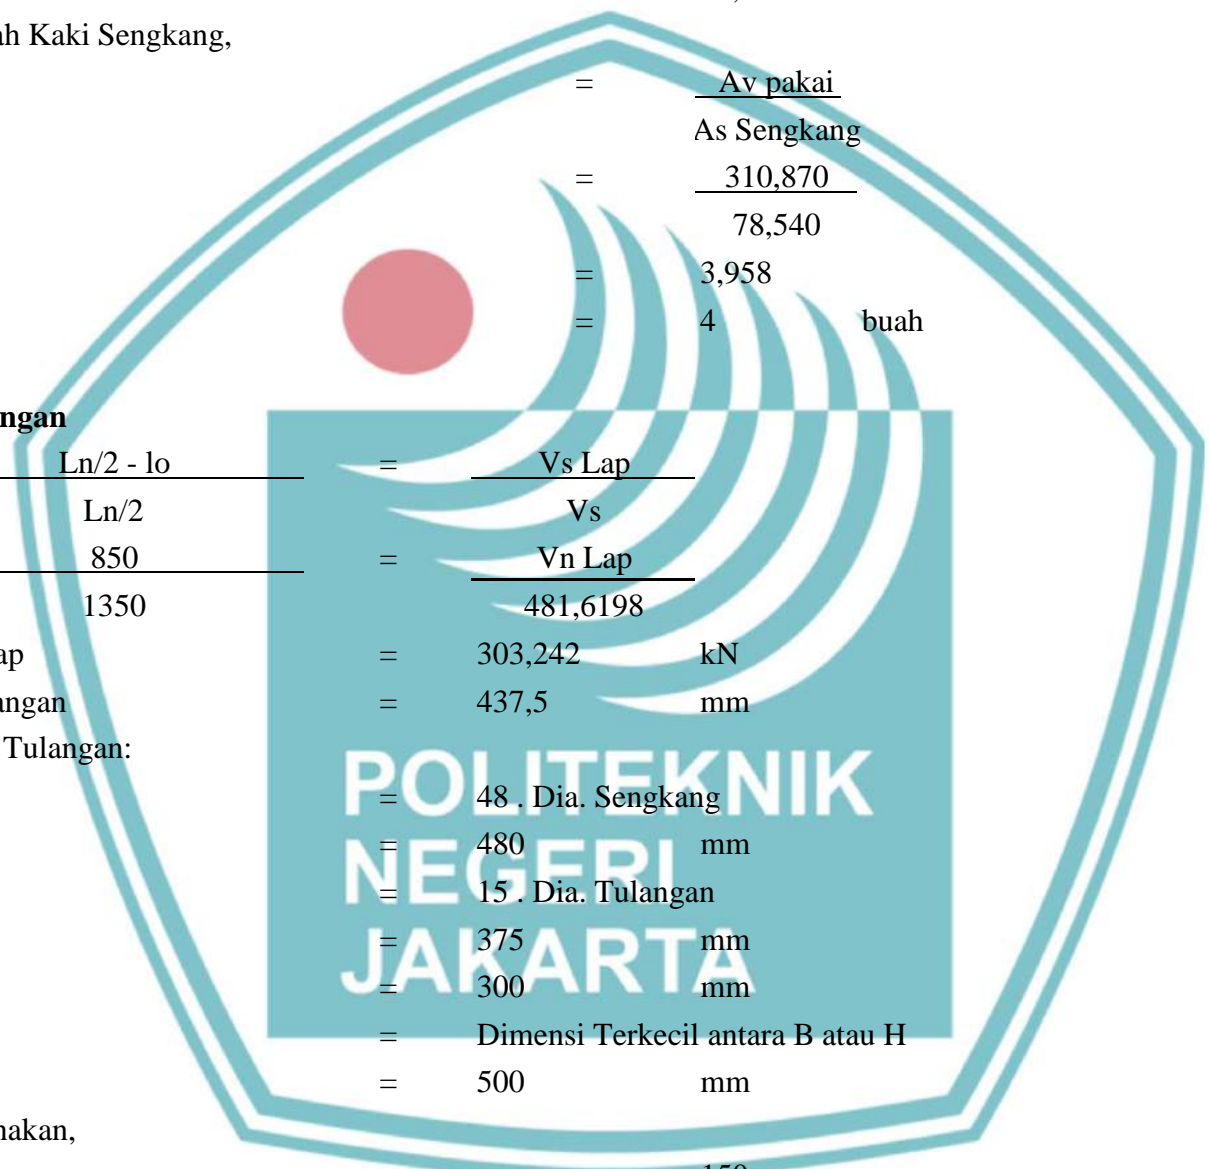 ah Kaki Sengkang,
= Av pakai
As Sengkang
= 310,870
78,540
= 3,958
= 4 buah
ngan
Ln/2 - lo = Vs Lap
Ln/2 Vs
850 = Vn Lap
1350 481,6198
ap = 303,242 kN
angan = 437,5 mm
Tulangan:
= 48 . Dia. Sengkang
= 480 mm
= 15 . Dia. Tulangan
= 375 mm
= 300 mm
= Dimensi Terkecil antara B atau H
= 500 mm
nakan,
POLITEKNIK
NEGERI
JAKARTA